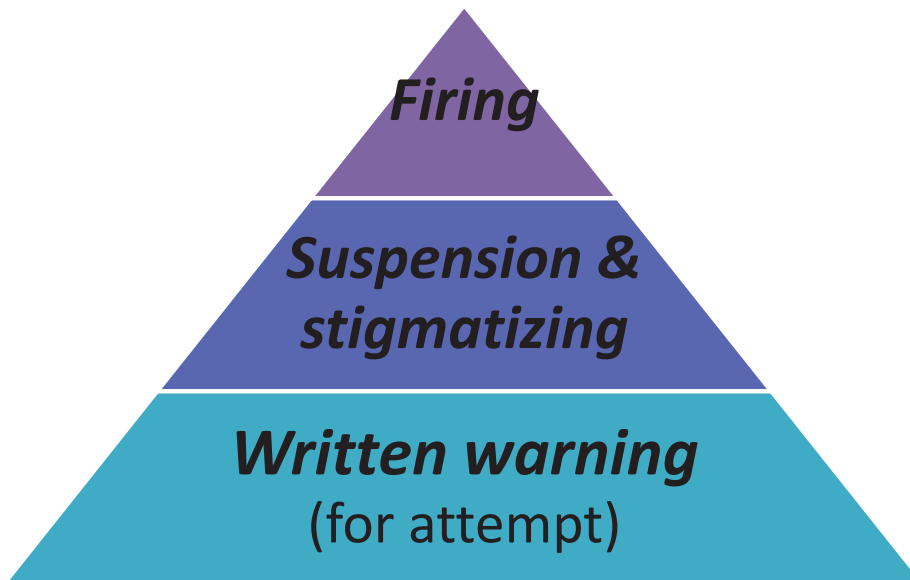 Firing
Suspension &
stigmatizing
Written warning
(for attempt)